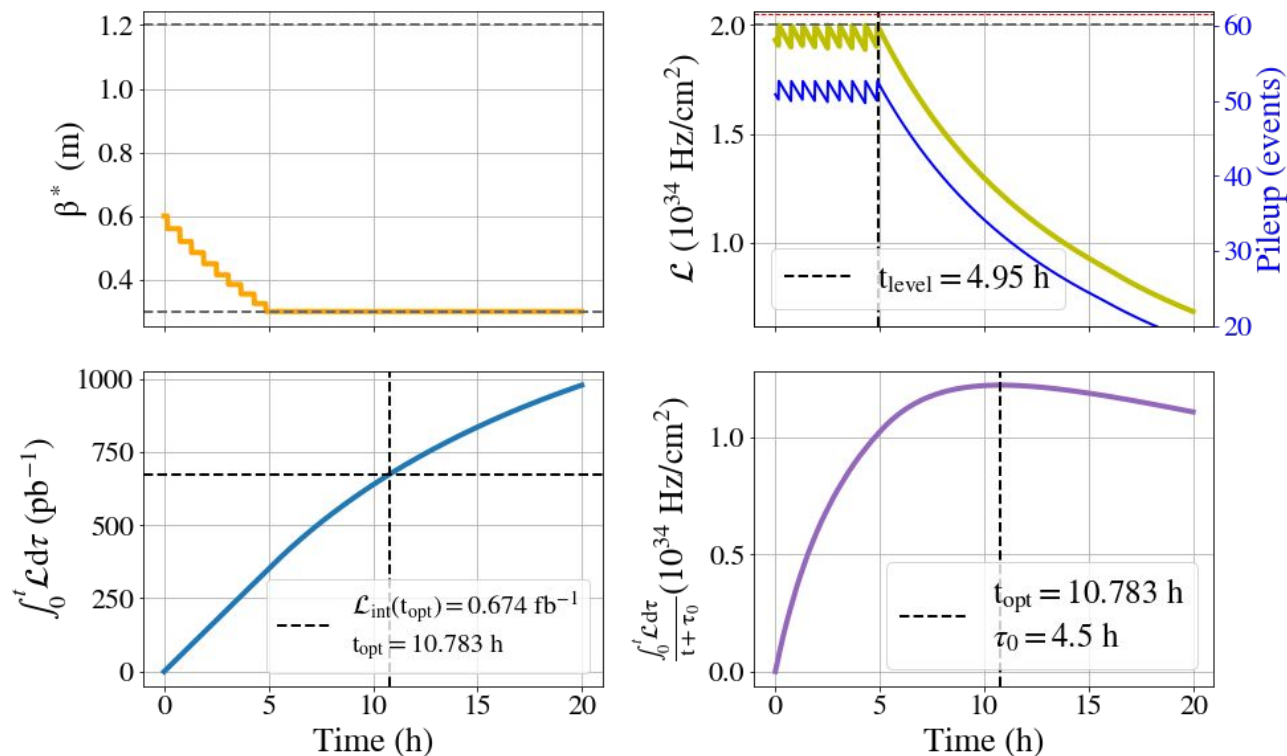 1.2
1.0
0.8
0.6
0.4
β* (m)
2.0
1.5
1.0
ℒ (10³⁴ Hz/cm²)
t_level = 4.95 h
60
50
40
30
20
Pileup (events)
1000
750
500
250
0
∫₀ᵗ ℒdτ (pb⁻¹)
ℒ_int(t_opt) = 0.674 fb⁻¹
t_opt = 10.783 h
0 5 10 15 20
Time (h)
1.0
0.5
0.0
∫₀ᵗ ℒdτ / t + τ₀ (10³⁴ Hz/cm²)
t_opt = 10.783 h
τ₀ = 4.5 h
0 5 10 15 20
Time (h)